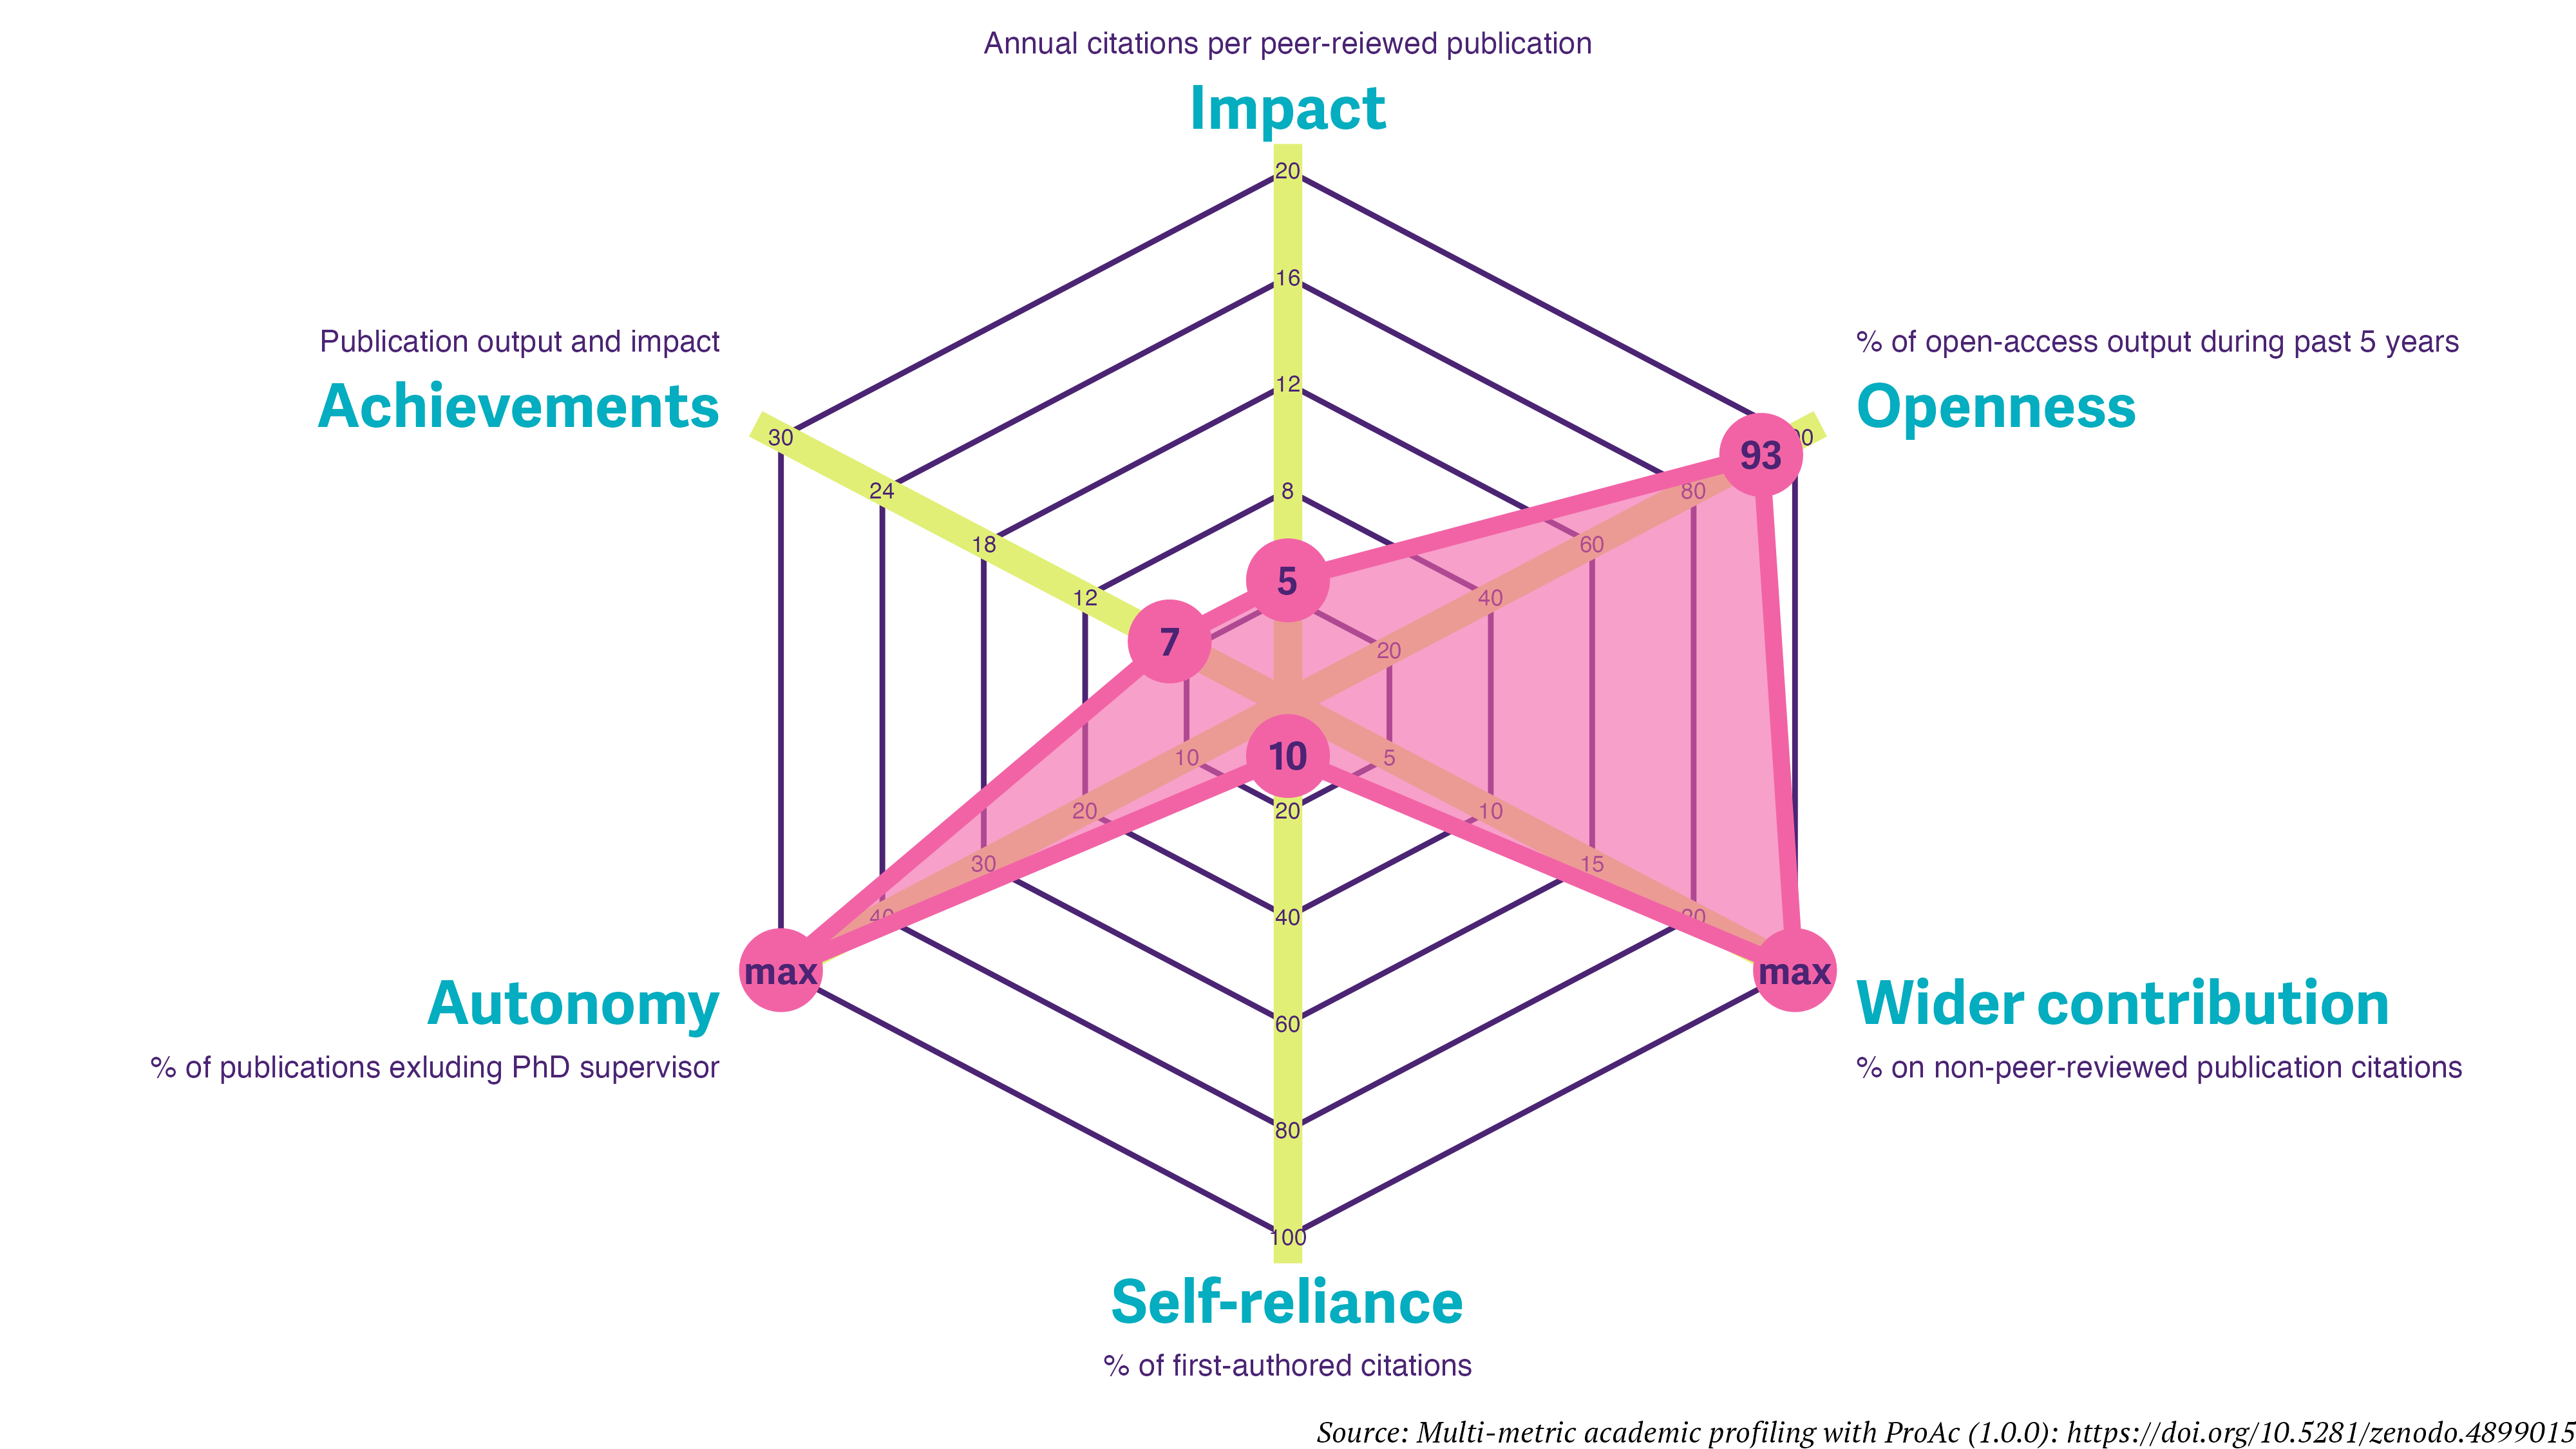 Annual citations per peer-reiewed publication
Impact
20
16
12
8
5
Publication output and impact
Achievements
30
24
18
12
7
% of open-access output during past 5 years
Openness
93
80
60
40
20
10
20
30
40
max
Autonomy
% of publications exluding PhD supervisor
5
10
15
20
max
Wider contribution
% on non-peer-reviewed publication citations
10
20
40
60
80
100
Self-reliance
% of first-authored citations
Source: Multi-metric academic profiling with ProAc (1.0.0): https://doi.org/10.5281/zenodo.4899015